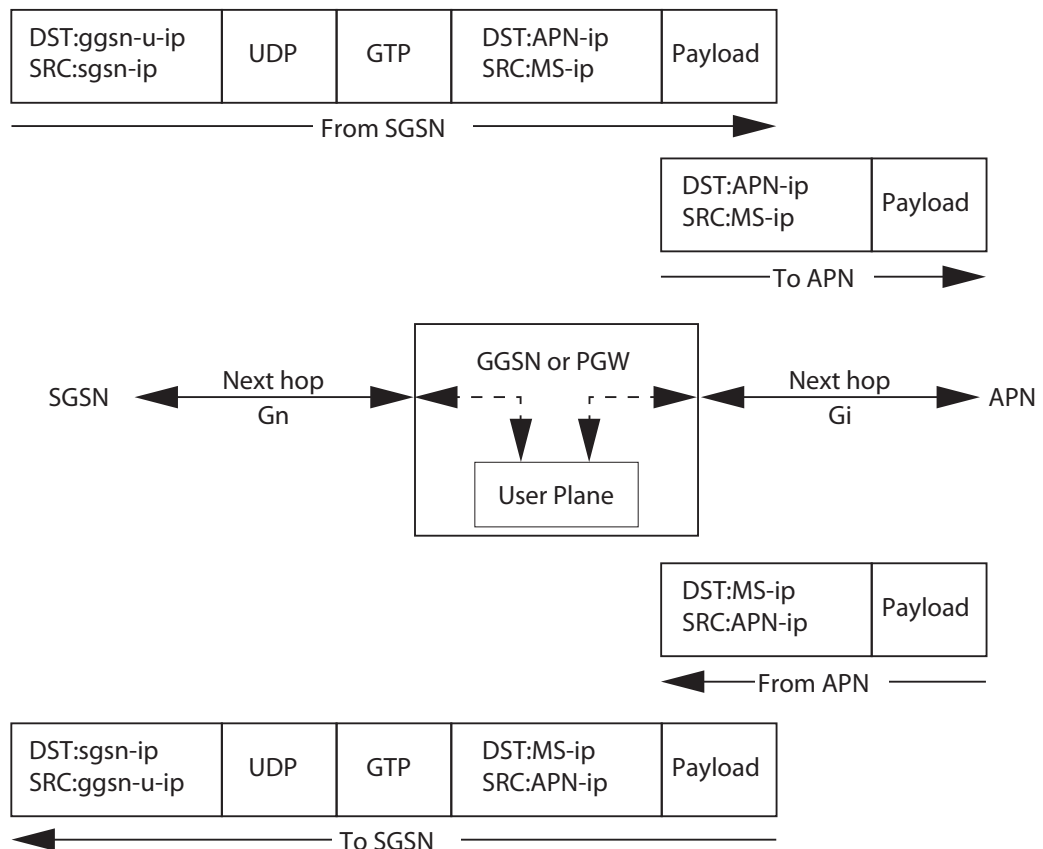 DST:ggsn-u-ip
SRC:sgsn-ip
UDP
GTP
DST:APN-ip
SRC:MS-ip
Payload
From SGSN
DST:APN-ip
SRC:MS-ip
Payload
To APN
GGSN or PGW
SGSN
Next hop
Gn
Next hop
Gi
APN
User Plane
DST:MS-ip
SRC:APN-ip
Payload
From APN
DST:sgsn-ip
SRC:ggsn-u-ip
UDP
GTP
DST:MS-ip
SRC:APN-ip
Payload
To SGSN